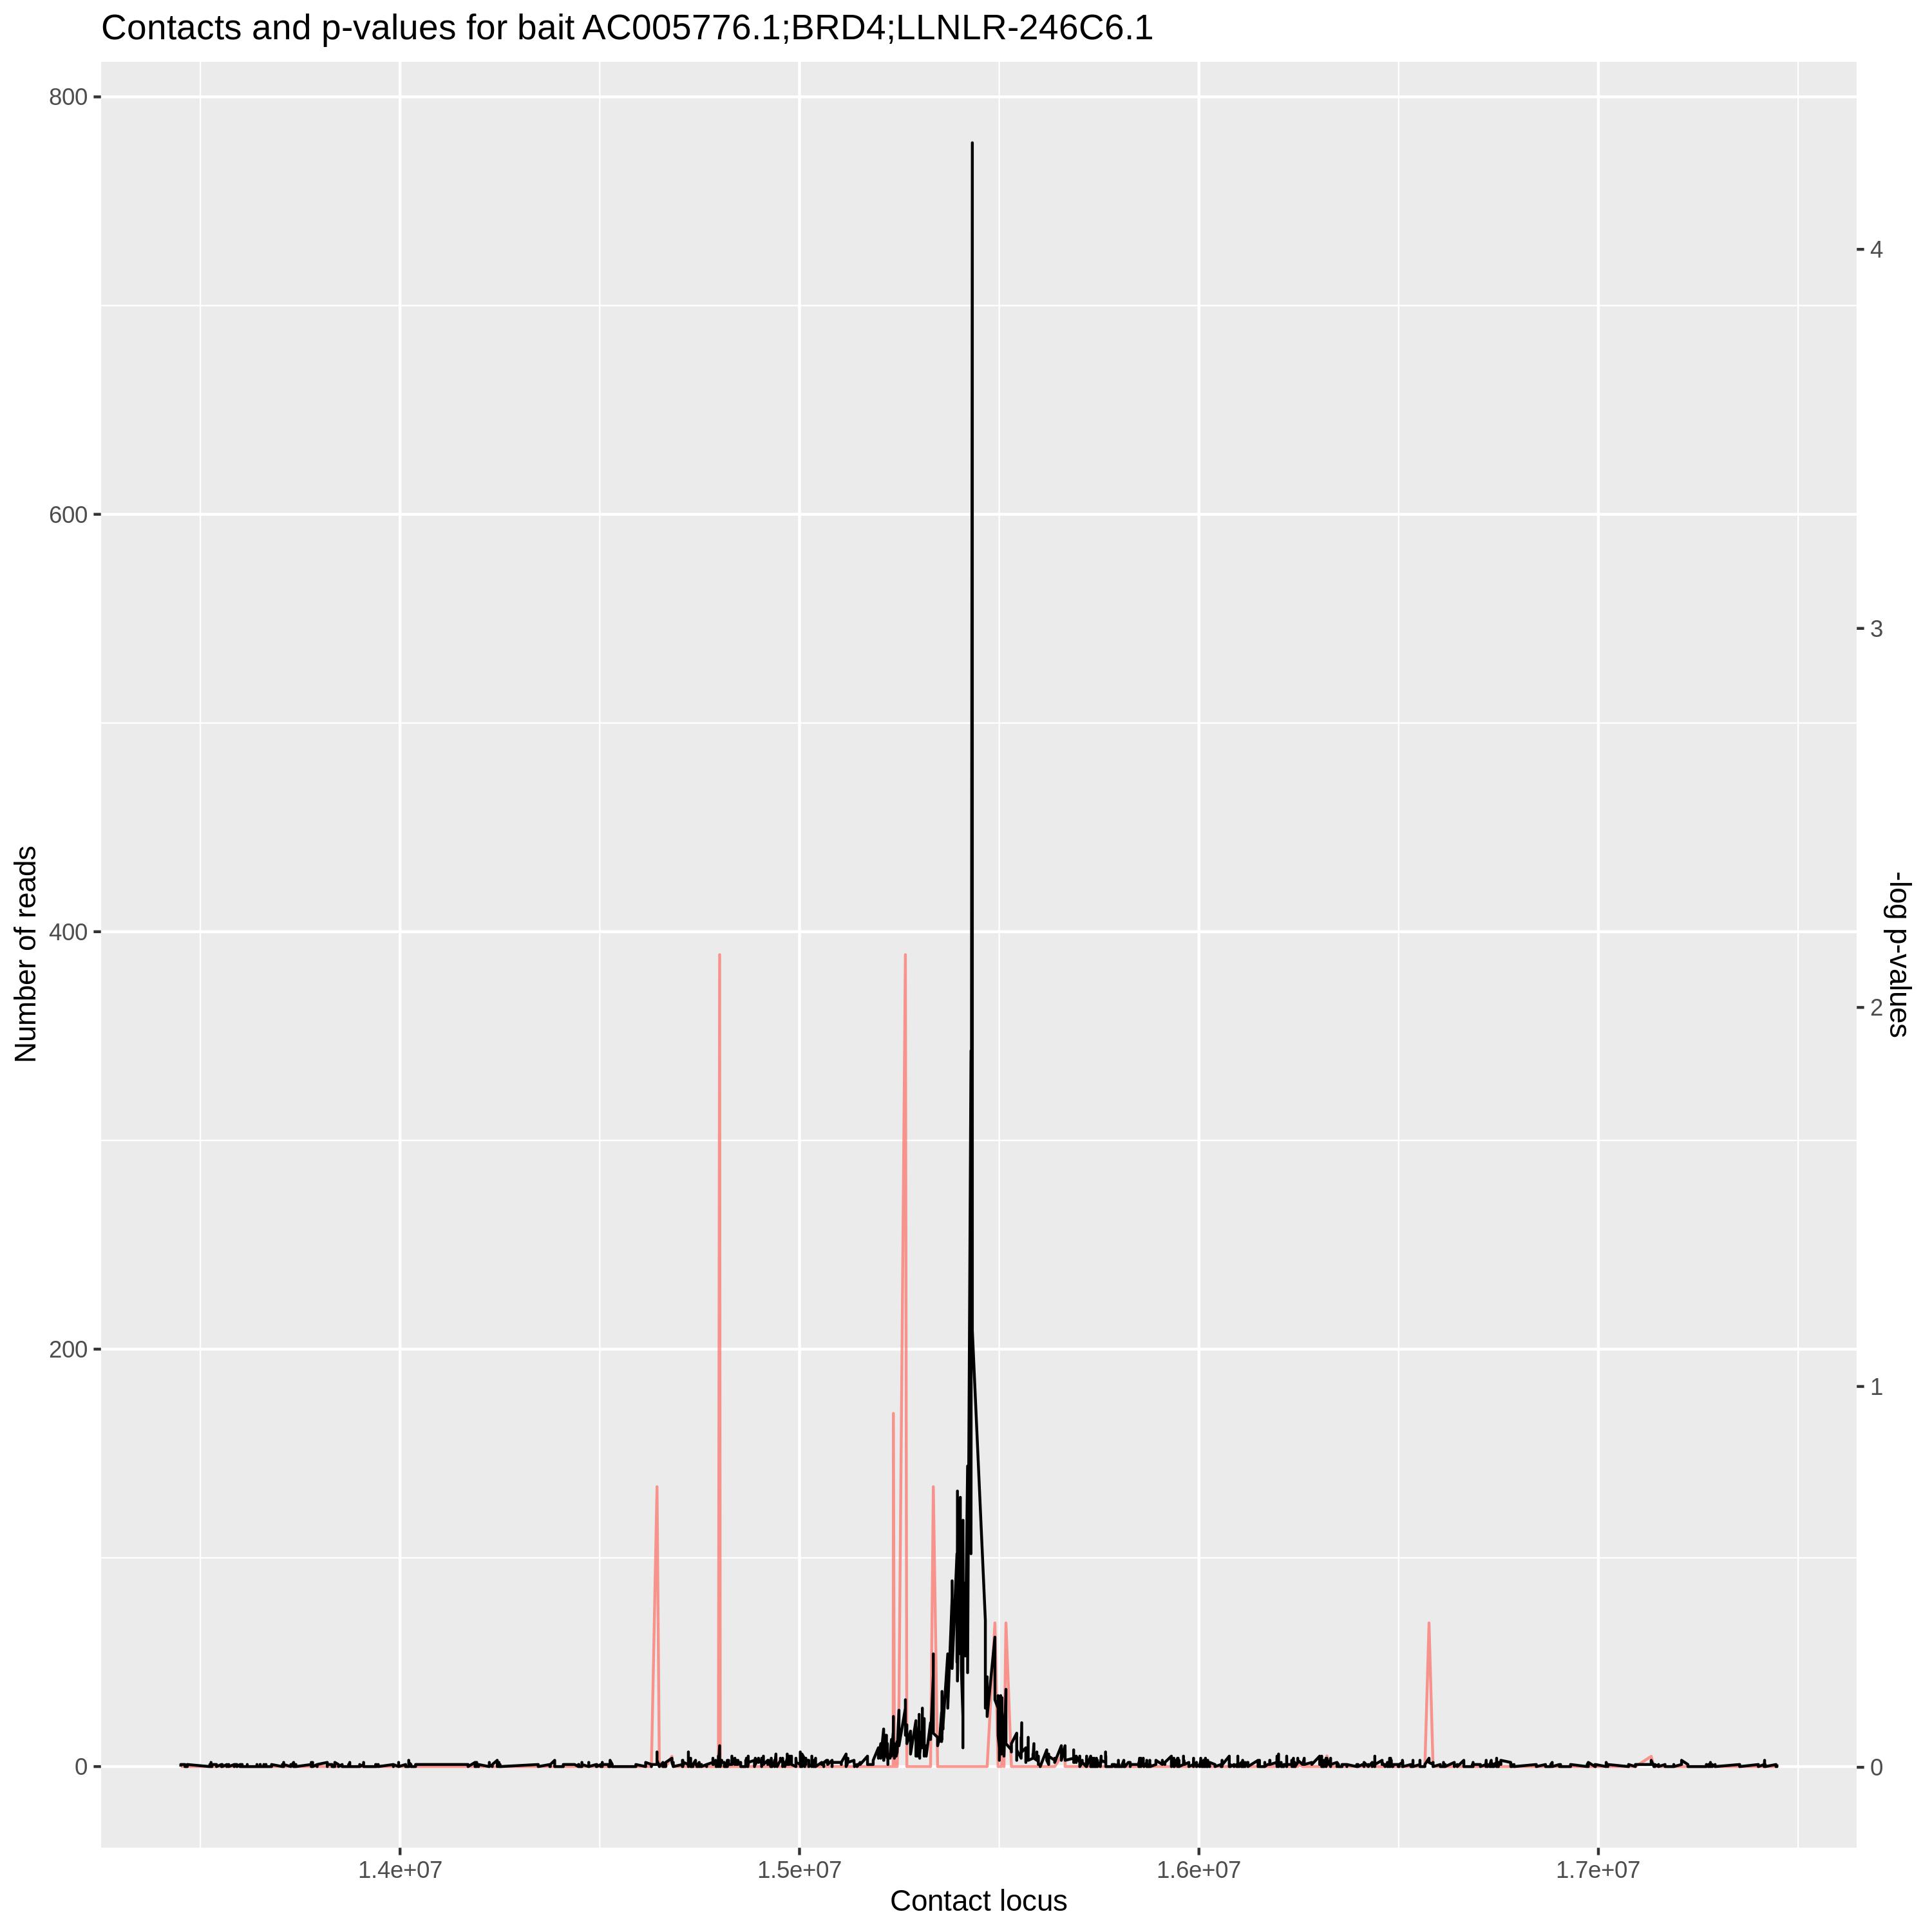 Contacts and p-values for bait AC005776.1;BRD4;LLNLR-246C6.1
800
600
400
200
0
Number of reads
4
3
2
1
0
-log p-values
1.4e+07
1.5e+07
1.6e+07
1.7e+07
Contact locus